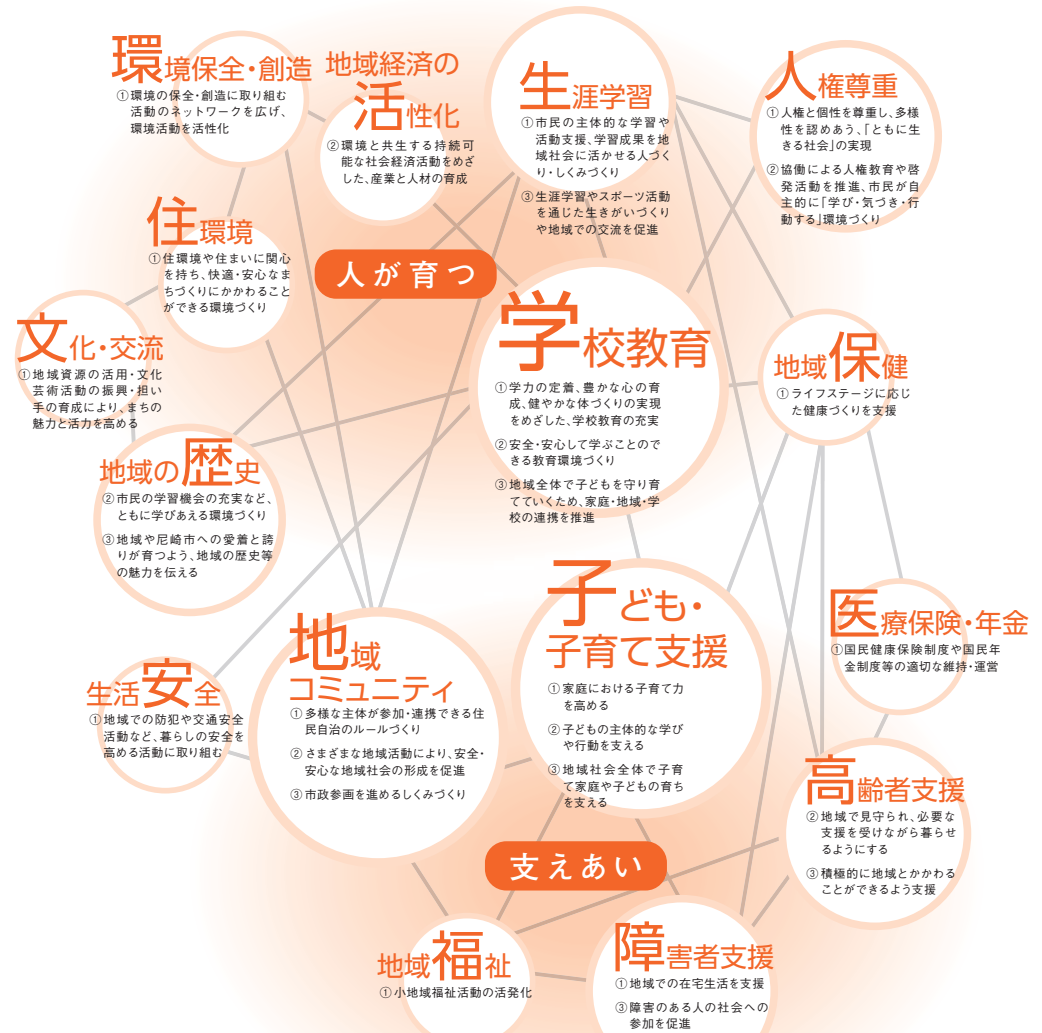 環境保全・創造
①環境の保全・創造に取り組む
活動のネットワークを広げ、
環境活動を活性化
地域経済の
活性化
②環境と共生する持続可
能な社会経済活動をめざ
した、産業と人材の育成
生涯学習
①市民の主体的な学習や
活動支援、学習成果を地
域社会に活かせる人づく
り・しくみづくり
③生涯学習やスポーツ活動
を通じた生きがいづくり
や地域での交流を促進
人権尊重
①人権と個性を尊重し、多様
性を認めあう、「ともに生
きる社会」の実現
②協働による人権教育や啓
発活動を推進、市民が自
主的に「学び・気づき・行
動する」環境づくり
住環境
①住環境や住まいに関心
を持ち、快適・安心なま
ちづくりにかかわること
ができる環境づくり
人が育つ
文化・交流
①地域資源の活用・文化
芸術活動の振興・担い
手の育成により、まちの
魅力と活力を高める
学校教育
①学力の定着、豊かな心の育
成、健やかな体づくりの実現
をめざした、学校教育の充実
②安全・安心して学ぶことので
きる教育環境づくり
③地域全体で子どもを守り育
てていくため、家庭・地域・学
校の連携を推進
地域保健
①ライフステージに応じ
た健康づくりを支援
地域の歴史
②市民の学習機会の充実など、
ともに学びあえる環境づくり
③地域や尼崎市への愛着と誇
りが育つよう、地域の歴史等
の魅力を伝える
子ども・
子育て支援
①家庭における子育て力
を高める
②子どもの主体的な学び
や行動を支える
③地域社会全体で子育
て家庭や子どもの育ち
を支える
医療保険・年金
①国民健康保険制度や国民年
金制度等の適切な維持・運営
地域
コミュニティ
①多様な主体が参加・連携できる住
民自治のルールづくり
②さまざまな地域活動により、安全・
安心な地域社会の形成を促進
③市政参画を進めるしくみづくり
生活安全
①地域での防犯や交通安全
活動など、暮らしの安全を
高める活動に取り組む
高齢者支援
②地域で見守られ、必要な
支援を受けながら暮らせ
るようにする
③積極的に地域とかかわる
ことができるよう支援
支えあい
地域福祉
①小地域福祉活動の活発化
障害者支援
①地域での在宅生活を支援
③障害のある人の社会への
参加を促進